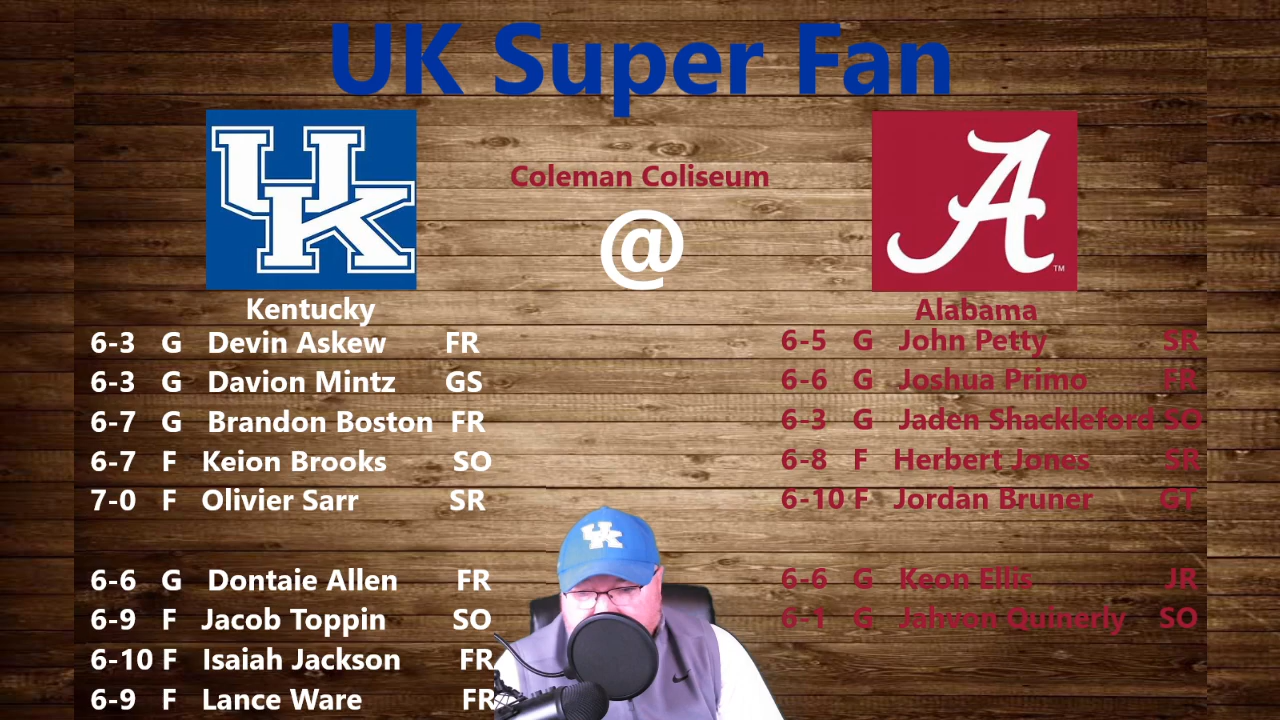 UK Super Fan
UK
A
TM
Coleman Coliseum
@
Kentucky
6-3 G Devin Askew FR
6-3 G Davion Mintz GS
6-7 G Brandon Boston FR
6-7 F Keion Brooks SO
7-0 F Olivier Sarr SR
6-6 G Dontaie Allen FR
6-9 F Jacob Toppin SO
6-10 F Isaiah Jackson FR
6-9 F Lance Ware FR
Alabama
6-5 G John Petty SR
6-6 G Joshua Primo FR
6-3 G Jaden Shackleford SO
6-8 F Herbert Jones SR
6-10 F Jordan Bruner GT
6-6 G Keon Ellis JR
6-1 G Jahvon Quinerly SO
UK